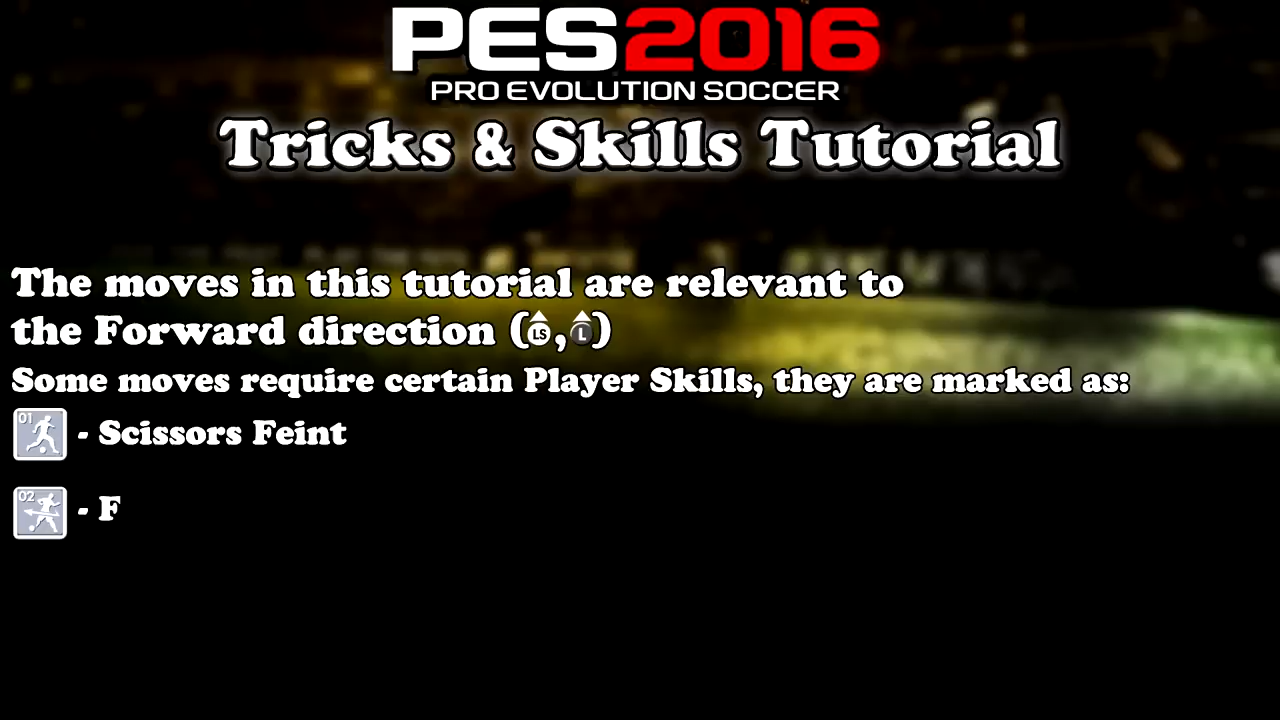 PES2016
PRO EVOLUTION SOCCER
Tricks & Skills Tutorial
The moves in this tutorial are relevant to
the Forward direction (LS, L)
Some moves require certain Player Skills, they are marked as:
01 - Scissors Feint
02 - F